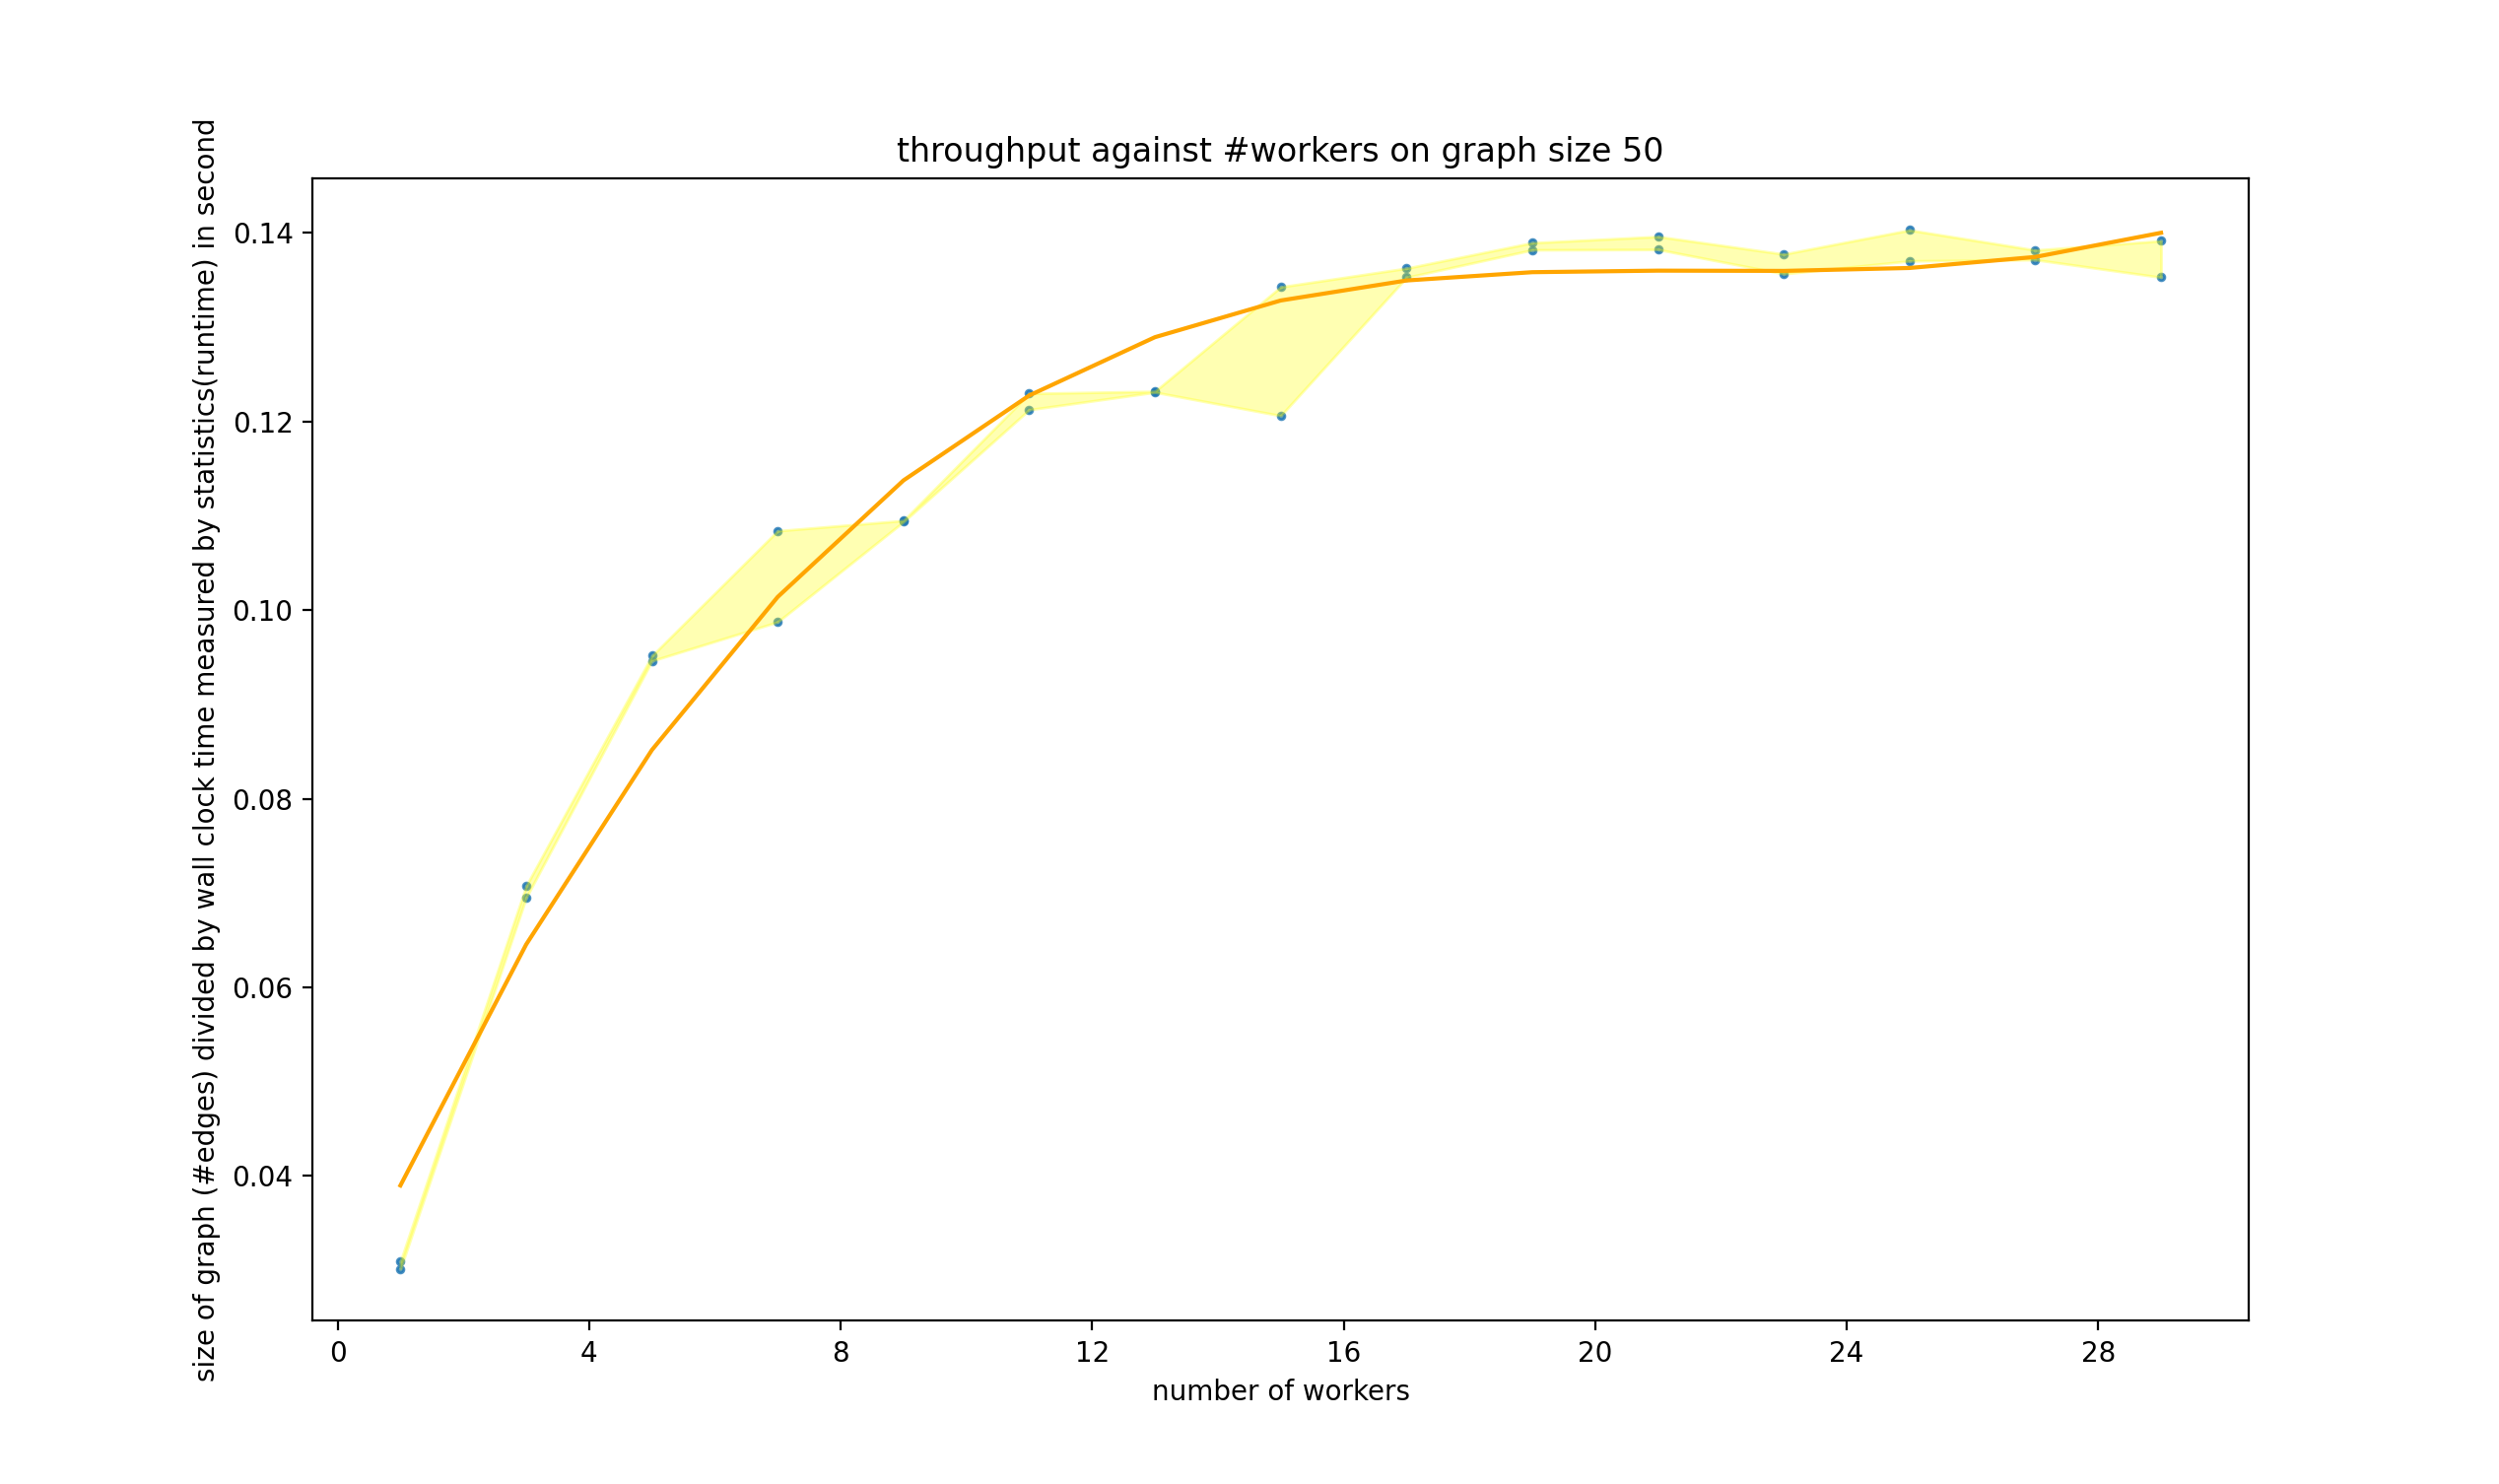 throughput against #workers on graph size 50
size of graph (#edges) divided by wall clock time measured by statistics(runtime) in second
0.14
0.12
0.10
0.08
0.06
0.04
0 4 8 12 16 20 24 28
number of workers